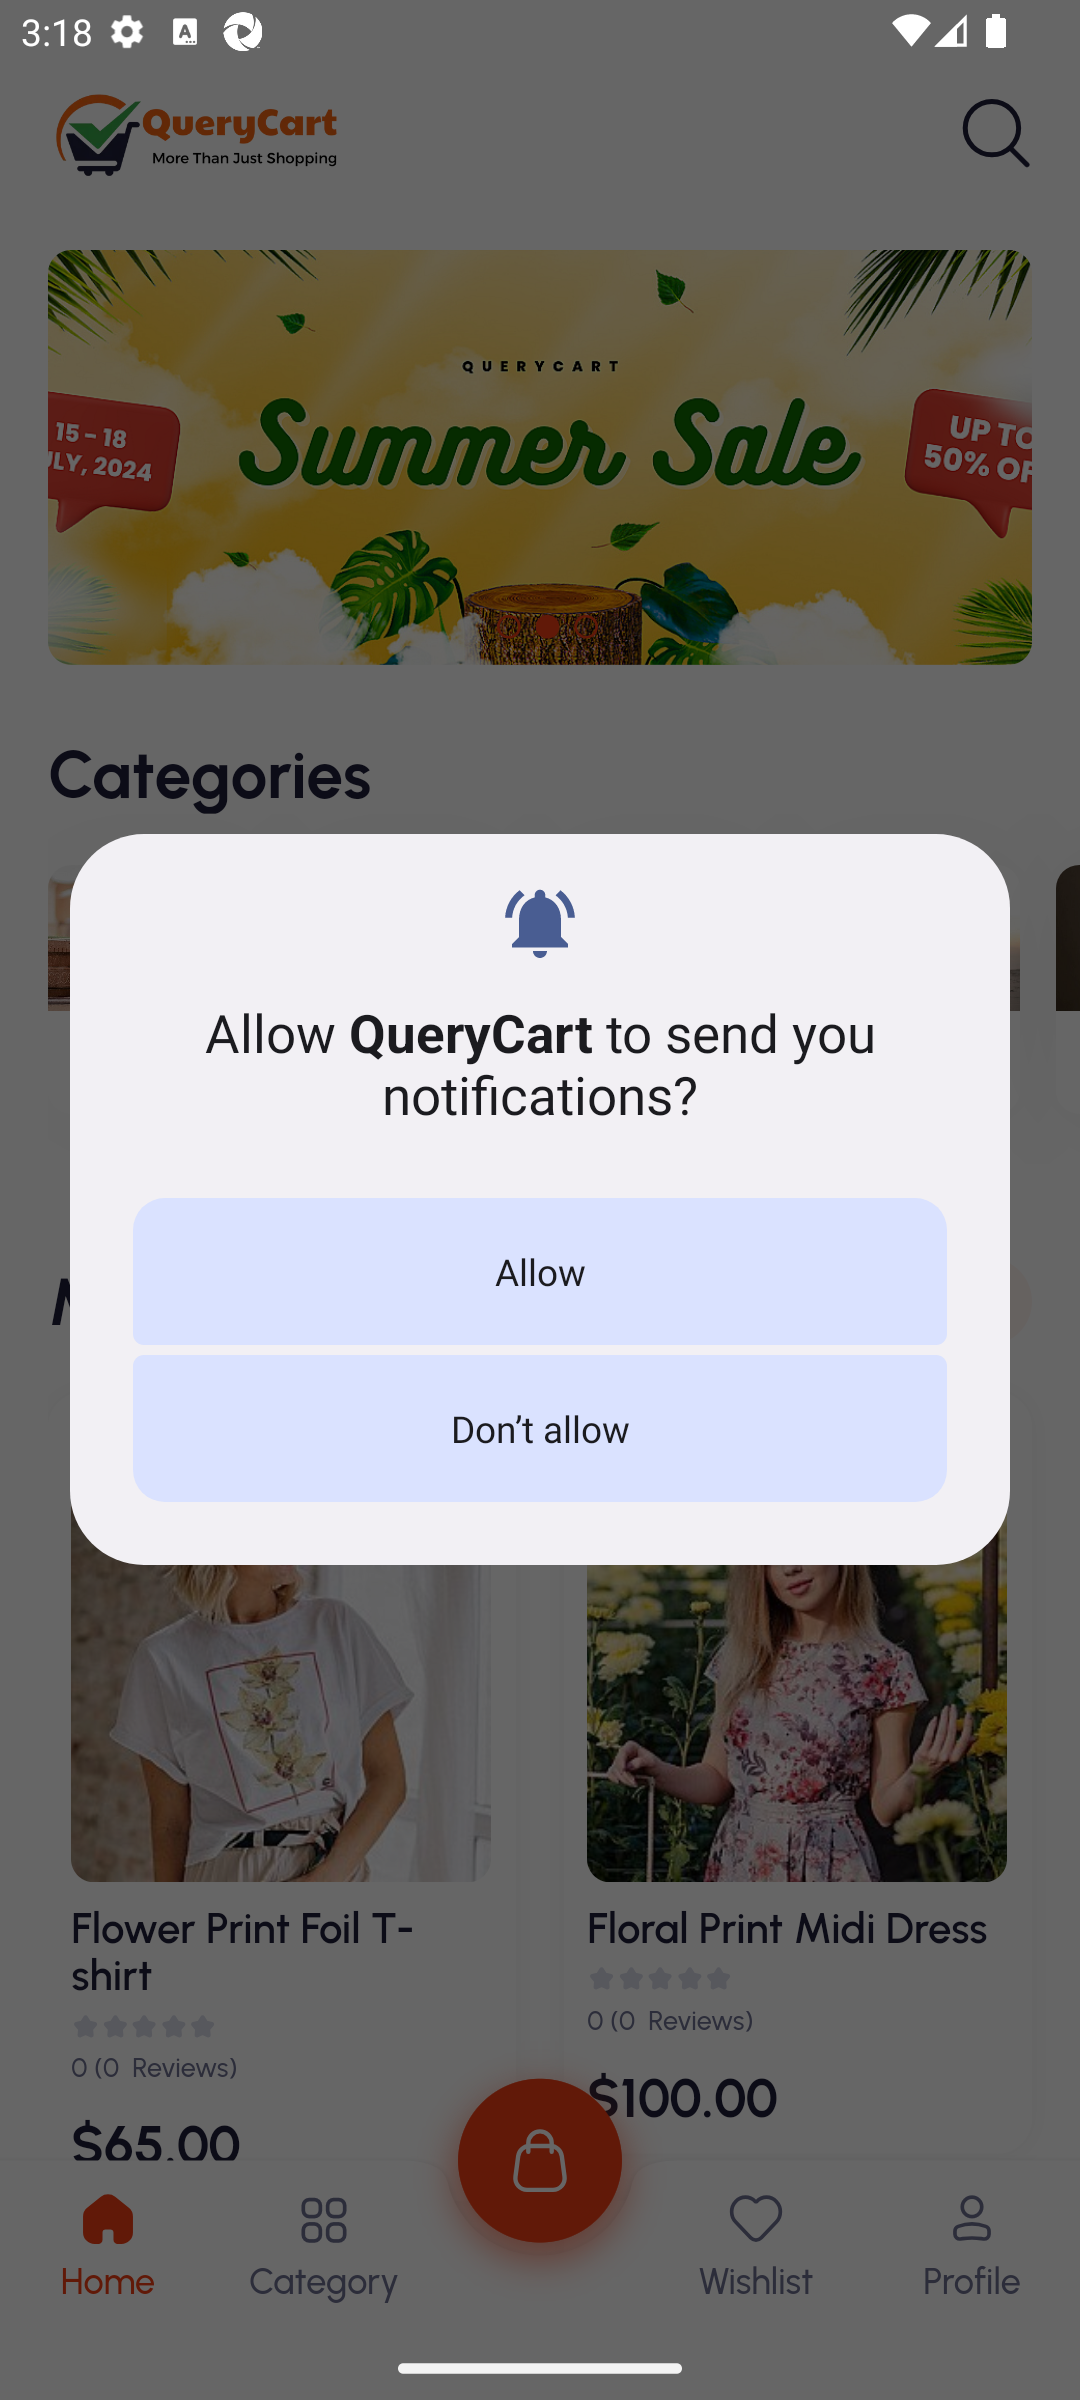 3:18
QueryCart
More Than Just Shopping
QUERYCART
Summer Sale
15 - 18
JLY, 2024
UP TO
50% OF
Categories
Allow QueryCart to send you
notifications?
Allow
Don't allow
Flower Print Foil T-
shirt
0 (0 Reviews)
$65.00
Floral Print Midi Dress
0 (0 Reviews)
$100.00
Home
Category
Wishlist
Profile